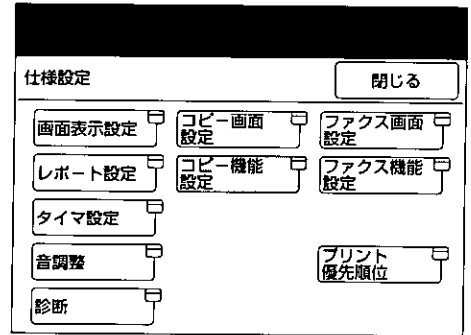 仕様設定
閉じる
画面表示設定
コピー画面
設定
ファクス画面
設定
レポート設定
コピー機能
設定
ファクス機能
設定
タイマ設定
音調整
プリント
優先順位
診断